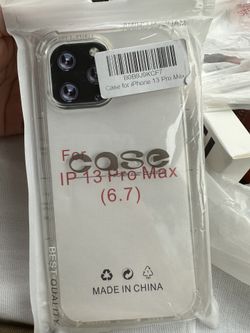 B0B9J9KCF7
Case for iPhone 13 Pro Max
case
For
IP 13 Pro Max
(6.7)
MADE IN CHINA
BEST QUALITY